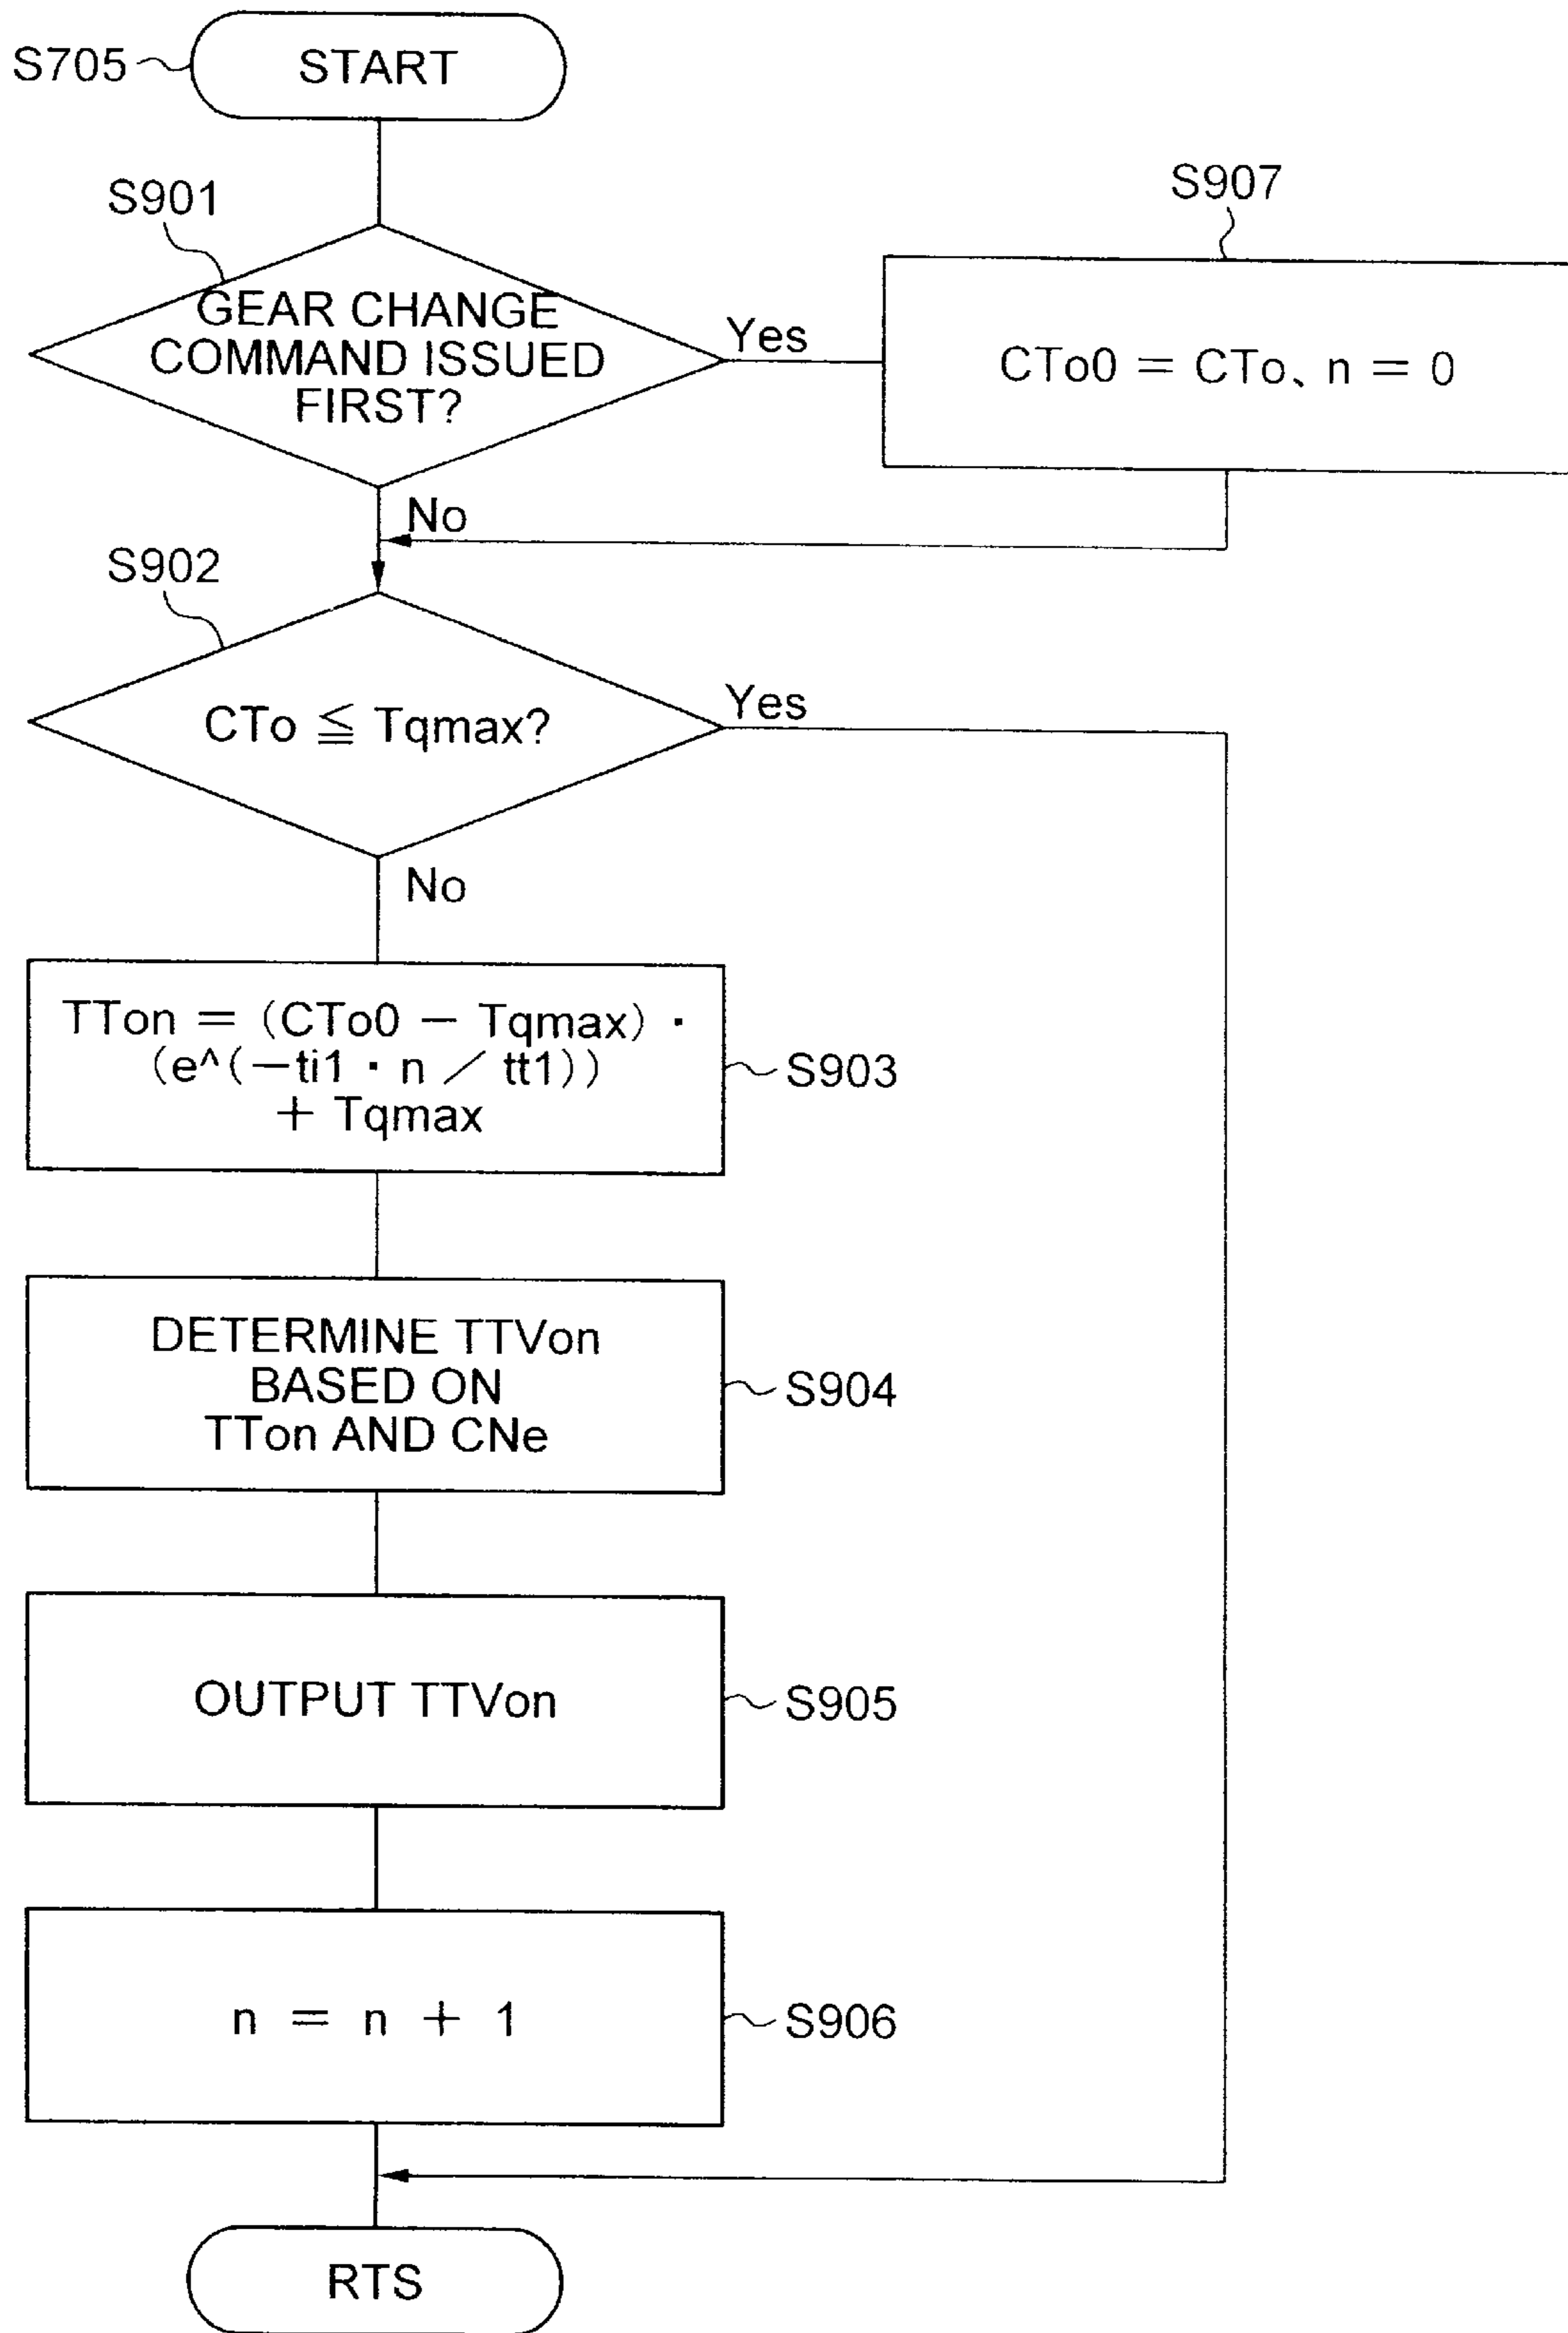 S705
START
S901
S907
GEAR CHANGE
COMMAND ISSUED
FIRST?
Yes
CTo0 = CTo、n = 0
No
S902
CTo ≦ Tqmax?
Yes
No
TTon = (CTo0 − Tqmax) ·
(e^(−ti1 · n / tt1))
+ Tqmax
S903
DETERMINE TTVon
BASED ON
TTon AND CNe
S904
OUTPUT TTVon
S905
n = n + 1
S906
RTS